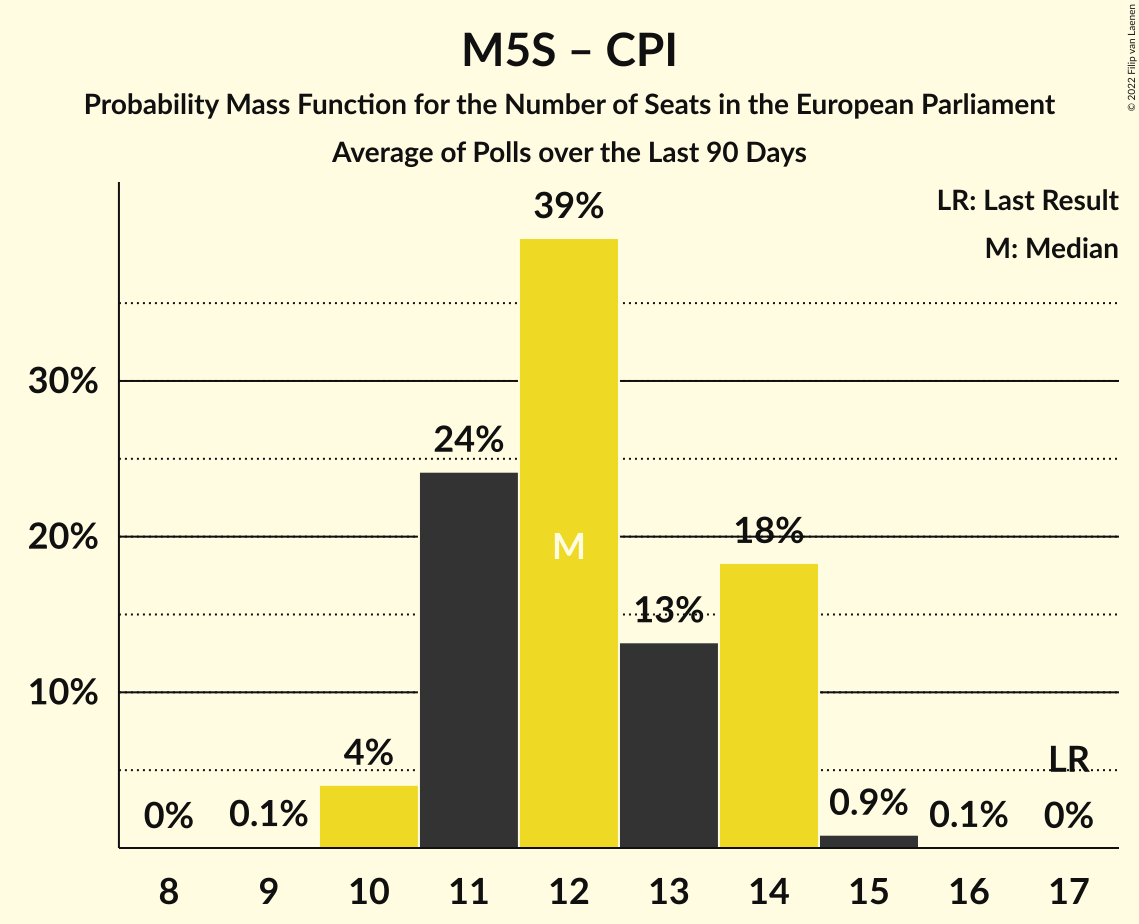 M5S – CPI
Probability Mass Function for the Number of Seats in the European Parliament
Average of Polls over the Last 90 Days
© 2022 Filip van Laenen
LR: Last Result
M: Median
39%
30%
24%
20%
M
18%
13%
10%
4%
LR
0%
0.1%
0.9%
0.1%
0%
8 9 10 11 12 13 14 15 16 17